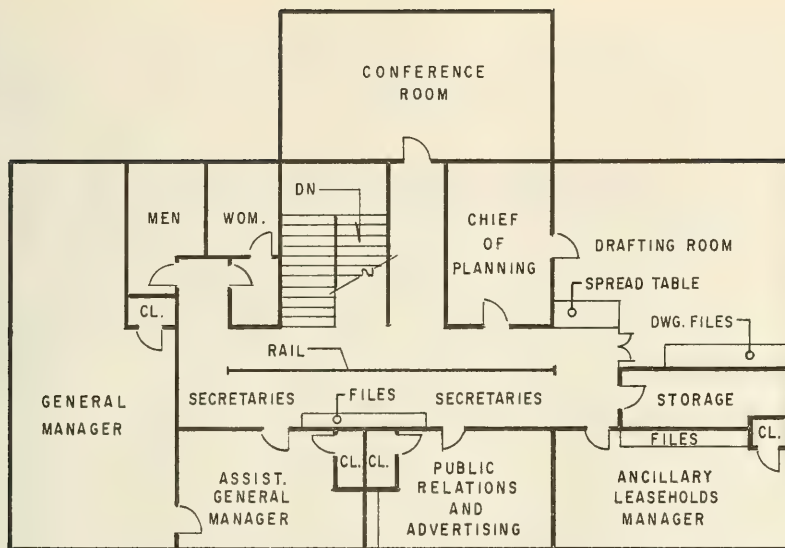 CONFERENCE
ROOM
DN
MEN
WOM.
CHIEF
OF
PLANNING
DRAFTING ROOM
SPREAD TABLE
CL.
DWG. FILES
RAIL
GENERAL
MANAGER
SECRETARIES
FILES
SECRETARIES
STORAGE
FILES
CL.
ASSIST.
GENERAL
MANAGER
CL.
CL.
PUBLIC
RELATIONS
AND
ADVERTISING
ANCILLARY
LEASEHOLDS
MANAGER